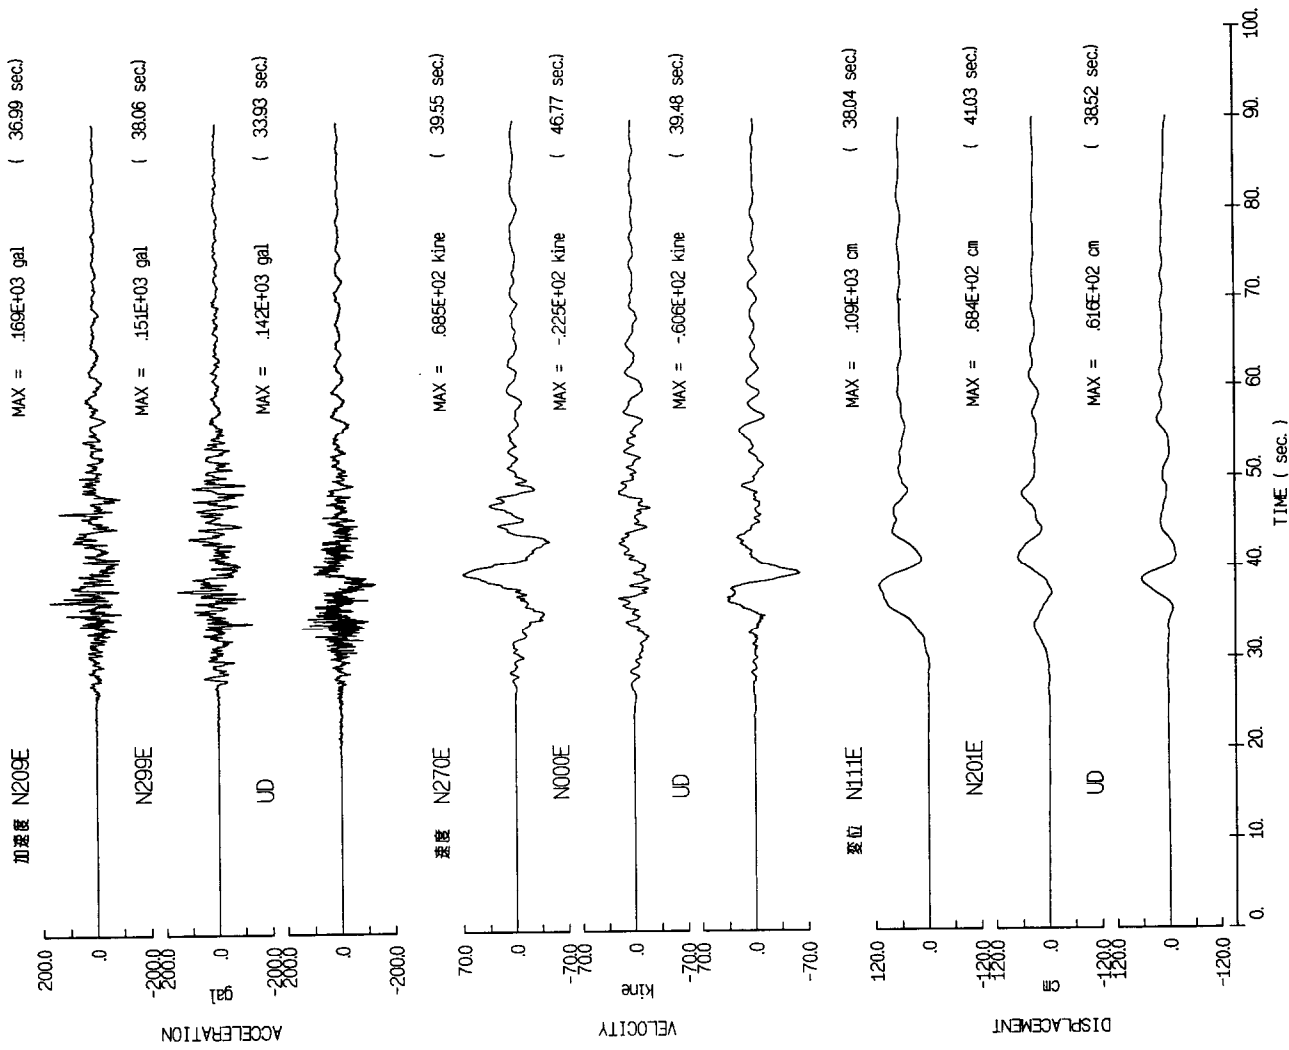 ACCELERATION
加速度 N209E MAX = .169E+03 gal ( 36.99 sec.)
200.0
.0
-200.0
gal
N299E MAX = .151E+03 gal ( 38.06 sec.)
200.0
.0
-200.0
UD MAX = .142E+03 gal ( 33.93 sec.)
200.0
.0
-200.0
VELOCITY
速度 N270E MAX = .685E+02 kine ( 39.55 sec.)
70.0
.0
-70.0
kine
N000E MAX = -.225E+02 kine ( 46.77 sec.)
70.0
.0
-70.0
UD MAX = -.606E+02 kine ( 39.48 sec.)
70.0
.0
-70.0
DISPLACEMENT
変位 N111E MAX = .109E+03 cm ( 38.04 sec.)
120.0
.0
-120.0
cm
N201E MAX = .684E+02 cm ( 41.03 sec.)
120.0
.0
-120.0
UD MAX = .616E+02 cm ( 38.52 sec.)
120.0
.0
-120.0
0. 10. 20. 30. 40. 50. 60. 70. 80. 90. 100.
TIME ( sec. )